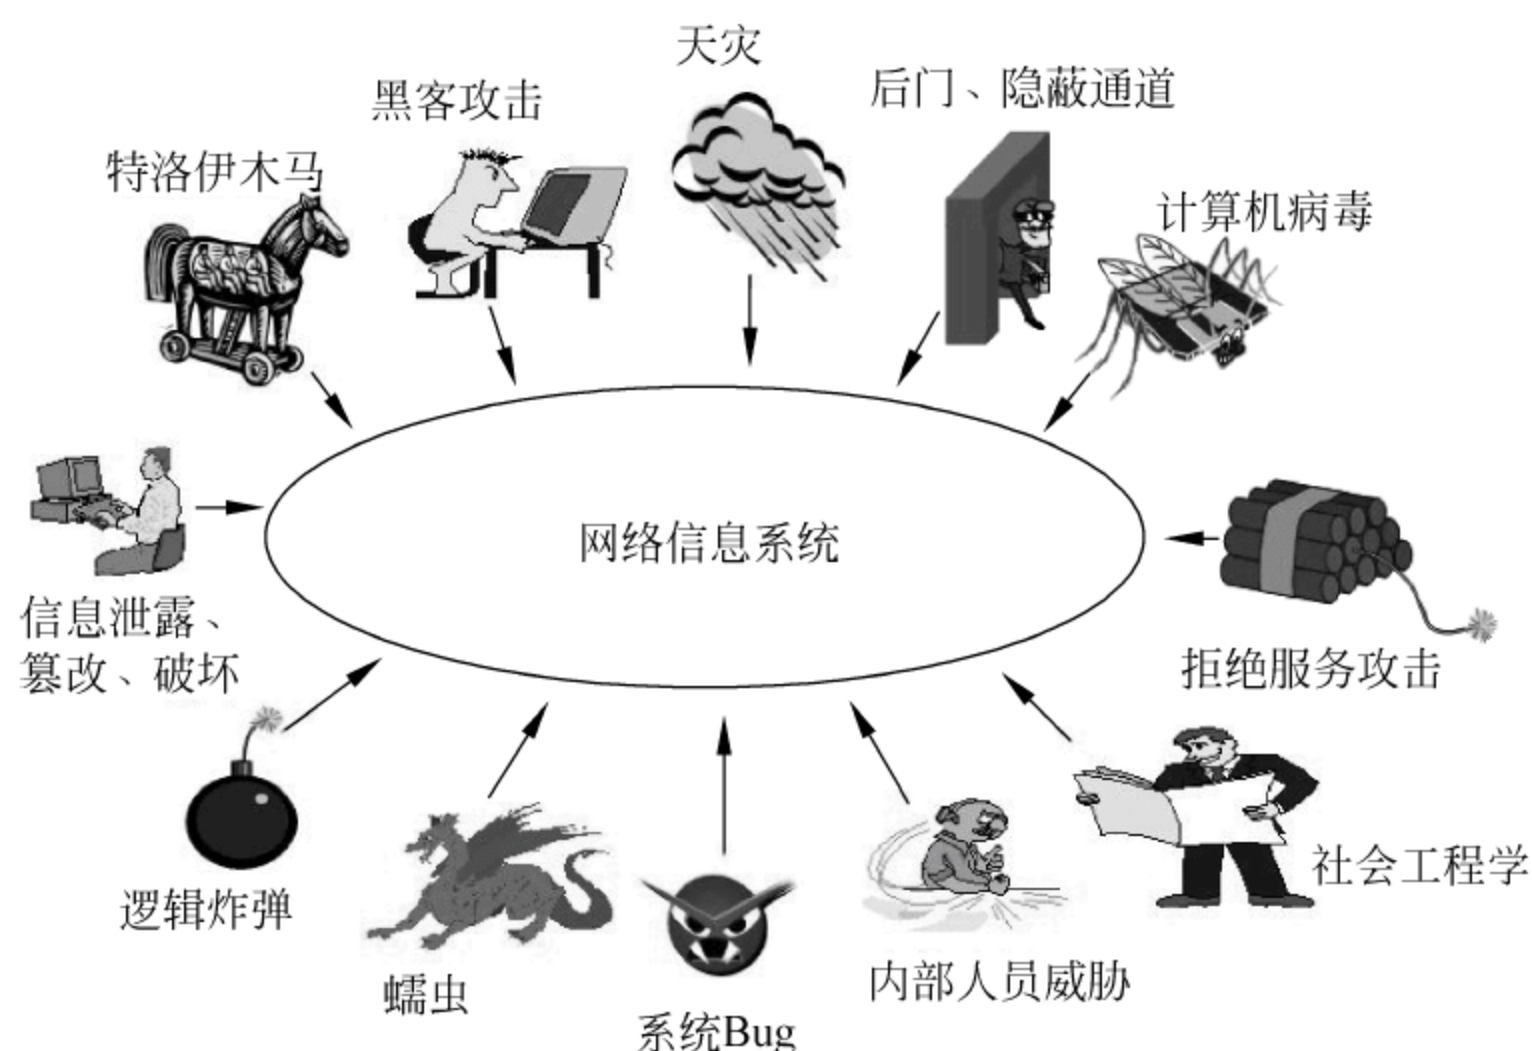 天灾
后门、隐蔽通道
黑客攻击
特洛伊木马
计算机病毒
网络信息系统
信息泄露、
篡改、破坏
拒绝服务攻击
社会工程学
逻辑炸弹
内部人员威胁
蠕虫
系统Bug